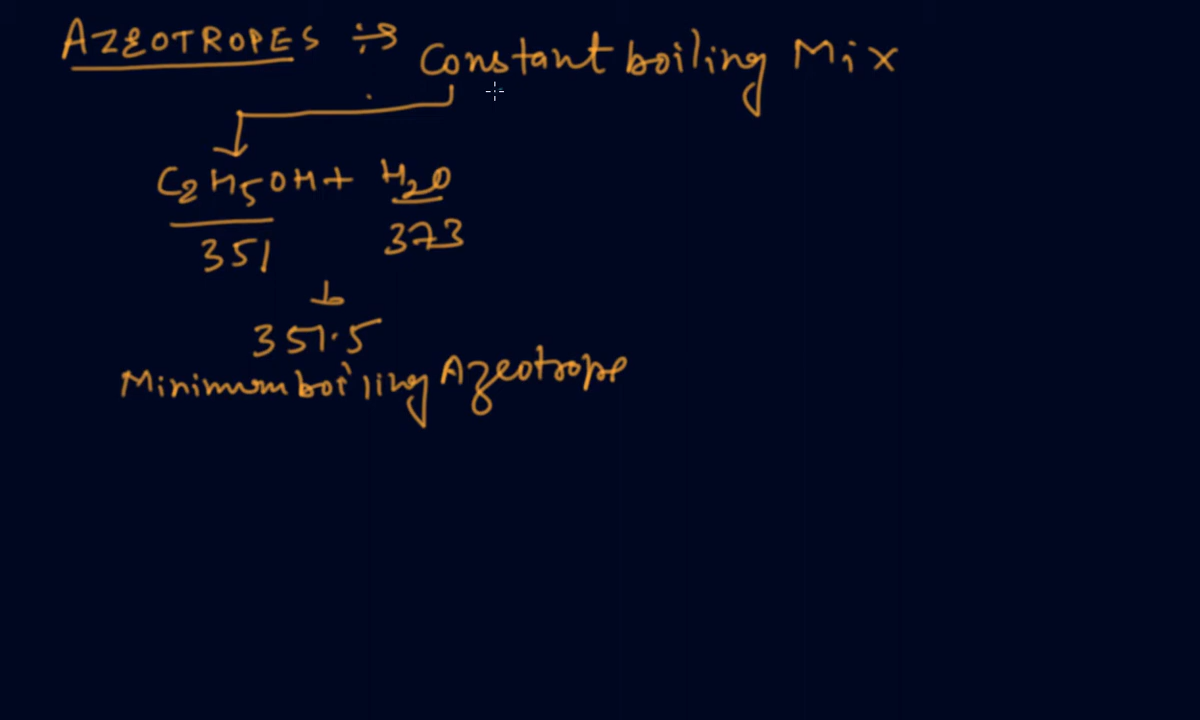 AZEOTROPES :→ Constant boiling Mix
C2H5OH + H2O
351 373
↓
351.5
Minimum boiling Azeotrope